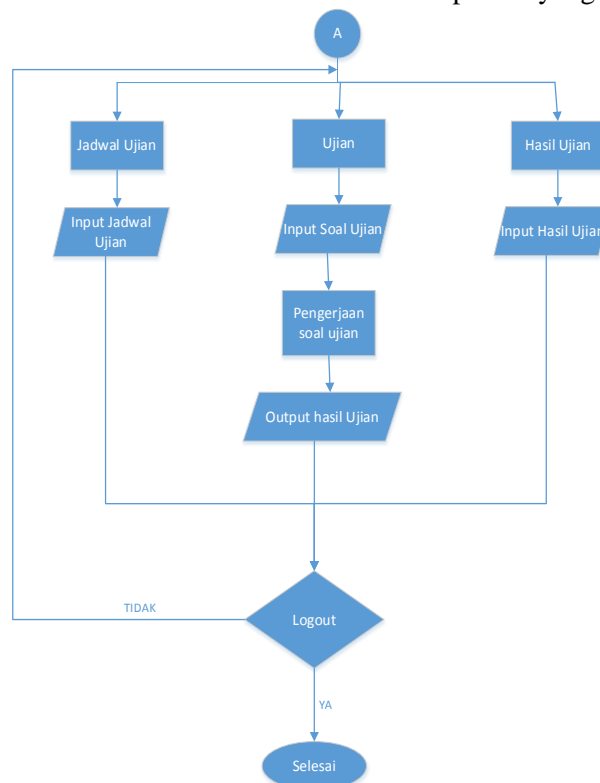 A
Jadwal Ujian
Ujian
Hasil Ujian
Input Jadwal
Ujian
Input Soal Ujian
Input Hasil Ujian
Pengerjaan
soal ujian
Output hasil Ujian
Logout
TIDAK
YA
Selesai